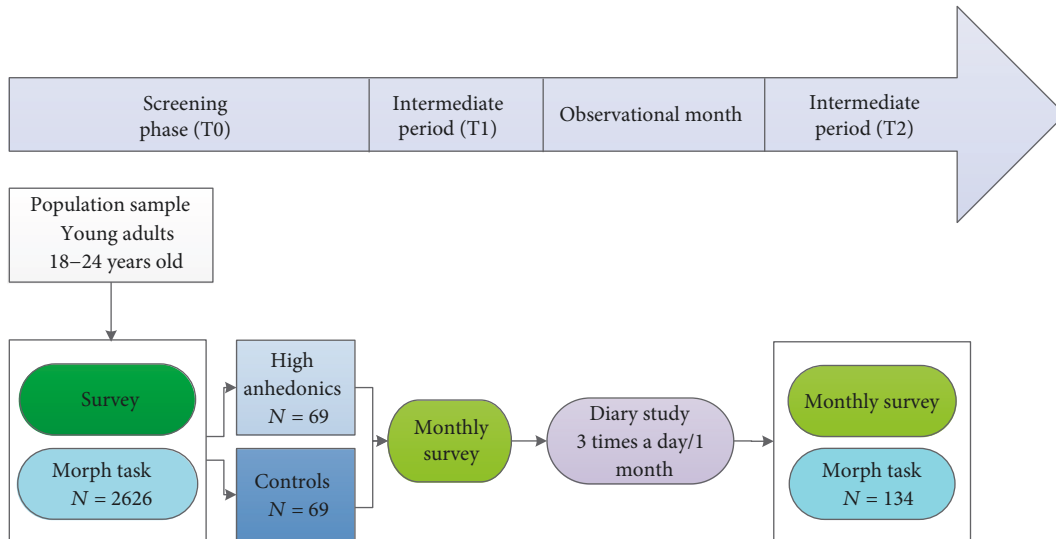 Screening
phase (T0)
Intermediate
period (T1)
Observational month
Intermediate
period (T2)
Population sample
Young adults
18–24 years old
Survey
Morph task
N = 2626
High
anhedonics
N = 69
Controls
N = 69
Monthly
survey
Diary study
3 times a day/1
month
Monthly survey
Morph task
N = 134